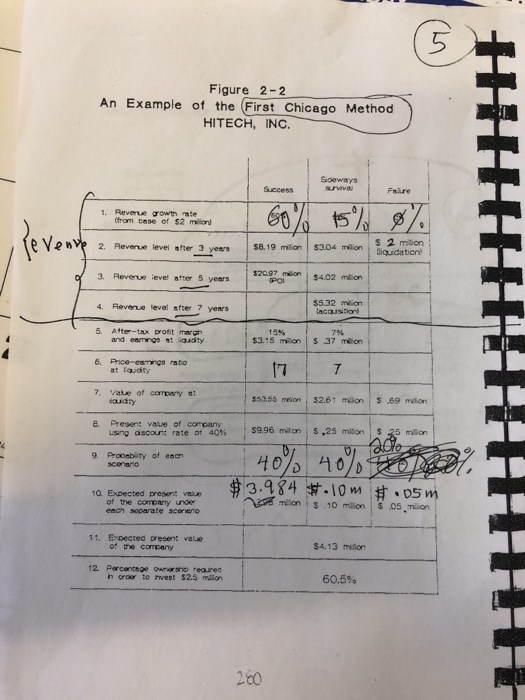 5
Figure 2-2
An Example of the First Chicago Method
HITECH, INC.
Success Sideways survival Failure
Revenue
1. Revenue growth rate (from base of $2 million) 60% 15% 0%
2. Revenue level after 3 years $8.19 million $3.04 million $ 2 million (liquidation)
3. Revenue level after 5 years $20.97 million (IPO) $4.02 million
4. Revenue level after 7 years $5.32 million (acquisition)
5. After-tax profit margin and earnings at liquidity 15% $3.15 million 7% $ .37 million
6. Price-earnings ratio at liquidity 17 7
7. Value of company at liquidity $53.55 million $2.61 million $ .69 million
8. Present value of company using discount rate of 40% $9.96 million $ .25 million $ .25 million
9. Probability of each scenario 40% 40% 20%
10. Expected present value of the company under each separate scenario $3.984 million $.10 m $ .10 million $.05 m $ .05 million
11. Expected present value of the company $4.13 million
12. Percentage ownership required in order to invest $2.5 million 60.5%
280